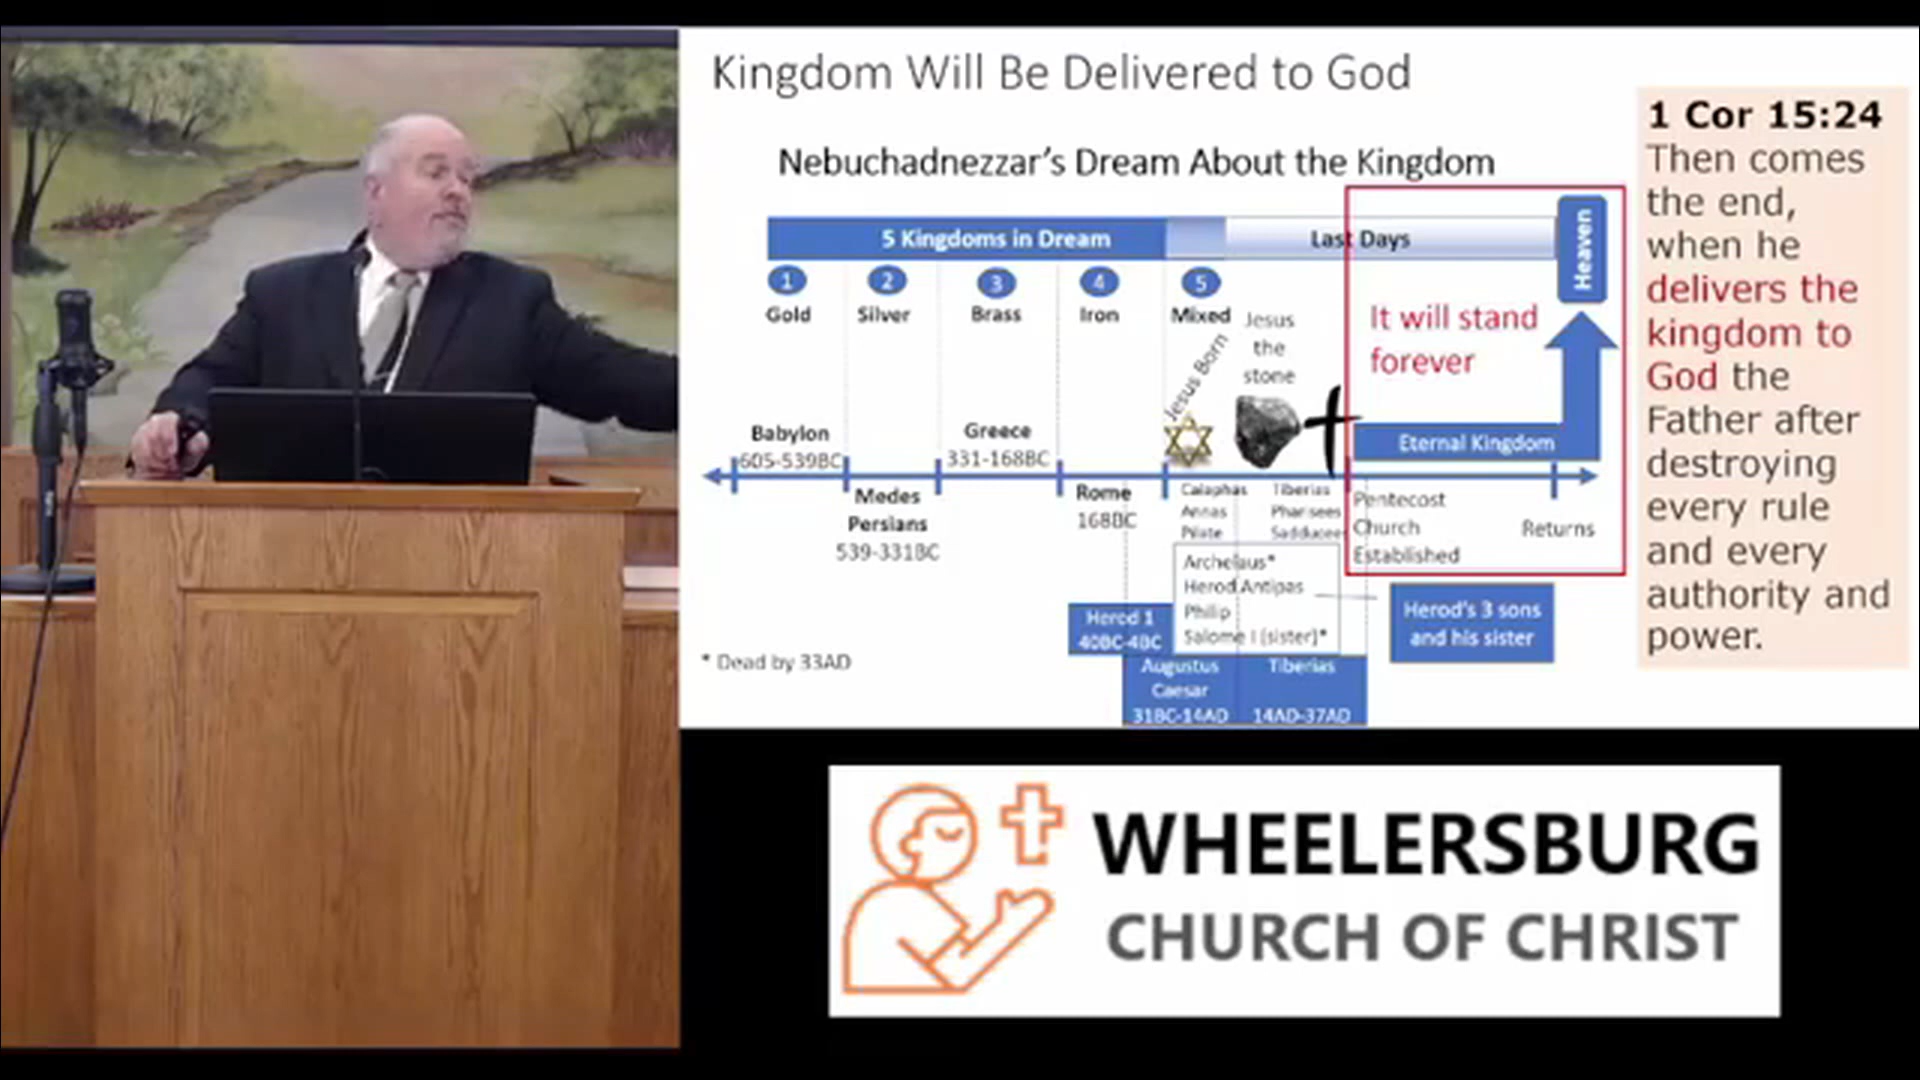 Kingdom Will Be Delivered to God
Nebuchadnezzar's Dream About the Kingdom
5 Kingdoms in Dream
Last Days
Heaven
1
2
3
4
5
Gold
Silver
Brass
Iron
Mixed
Jesus
the
stone
Jesus Born
It will stand
forever
Babylon
605-539BC
Greece
331-168BC
Eternal Kingdom
Medes
Persians
539-331BC
Rome
168BC
Caiaphas
Annas
Pilate
Tiberias
Pharisees
Sadducee
Pentecost
Church
Established
Returns
Archelaus*
Herod Antipas
Philip
Salome I (sister)*
Herod 1
40BC-4BC
Herod's 3 sons
and his sister
* Dead by 33AD
Augustus
Caesar
31BC-14AD
Tiberias
14AD-37AD
1 Cor 15:24
Then comes
the end,
when he
delivers the
kingdom to
God the
Father after
destroying
every rule
and every
authority and
power.
WHEELERSBURG
CHURCH OF CHRIST